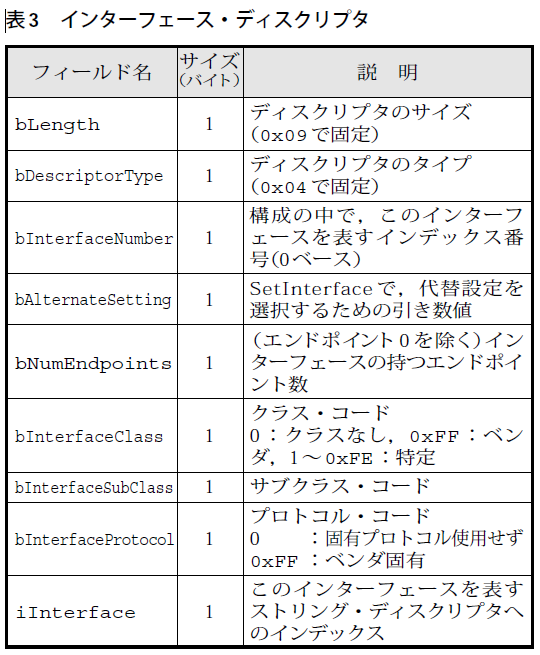 表3 インターフェース・ディスクリプタ
フィールド名
サイズ
(バイト)
説 明
bLength
1
ディスクリプタのサイズ
(0x09で固定)
bDescriptorType
1
ディスクリプタのタイプ
(0x04で固定)
bInterfaceNumber
1
構成の中で，このインターフ
ェースを表すインデックス番
号(0ベース)
bAlternateSetting
1
SetInterfaceで，代替設定を
選択するための引き数値
bNumEndpoints
1
(エンドポイント0を除く)イン
ターフェースの持つエンドポイ
ント数
bInterfaceClass
1
クラス・コード
0：クラスなし，0xFF：ベン
ダ，1～0xFE：特定
bInterfaceSubClass
1
サブクラス・コード
bInterfaceProtocol
1
プロトコル・コード
0 ：固有プロトコル使用せず
0xFF：ベンダ固有
iInterface
1
このインターフェースを表す
ストリング・ディスクリプタへ
のインデックス